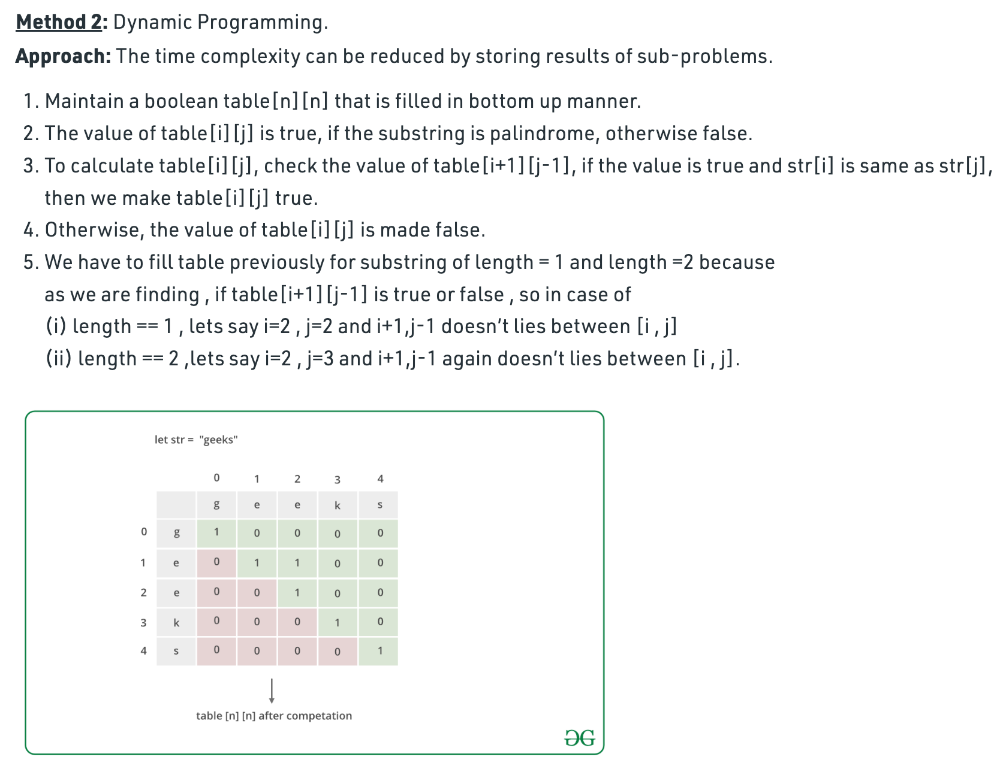 Method 2: Dynamic Programming.
Approach: The time complexity can be reduced by storing results of sub-problems.
1. Maintain a boolean table[n][n] that is filled in bottom up manner.
2. The value of table[i][j] is true, if the substring is palindrome, otherwise false.
3. To calculate table[i][j], check the value of table[i+1][j-1], if the value is true and str[i] is same as str[j],
then we make table[i][j] true.
4. Otherwise, the value of table[i][j] is made false.
5. We have to fill table previously for substring of length = 1 and length =2 because
as we are finding , if table[i+1][j-1] is true or false , so in case of
(i) length == 1 , lets say i=2 , j=2 and i+1,j-1 doesn’t lies between [i , j]
(ii) length == 2 ,lets say i=2 , j=3 and i+1,j-1 again doesn’t lies between [i , j].
let str = "geeks"
0 1 2 3 4
g e e k s
0 g 1 0 0 0 0
1 e 0 1 1 0 0
2 e 0 0 1 0 0
3 k 0 0 0 1 0
4 s 0 0 0 0 1
table [n] [n] after competation